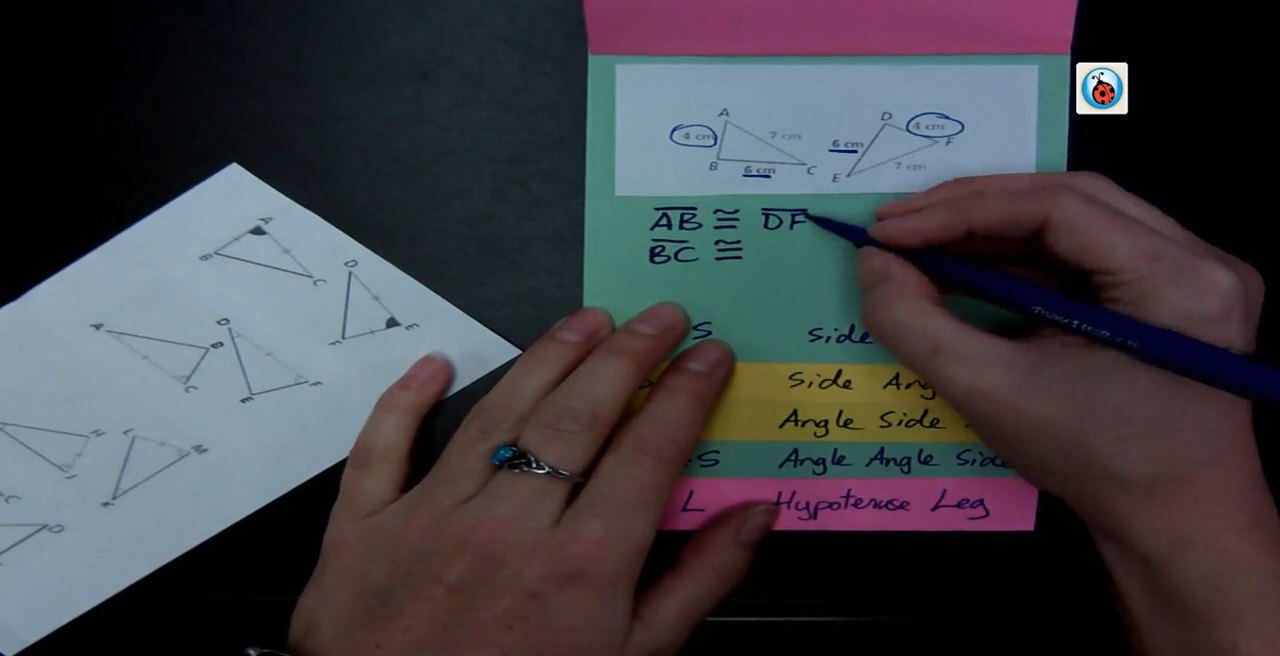 A
4 cm
7 cm
B
6 cm
C
D
4 cm
6 cm
F
7 cm
E
AB ≅ DF
BC ≅
S Side
Side
Angle Side
S Angle Angle Side
L Hypotenuse Leg
A
B
C
D
E
F
A
B
C
D
E
F
H
J
L
M
K